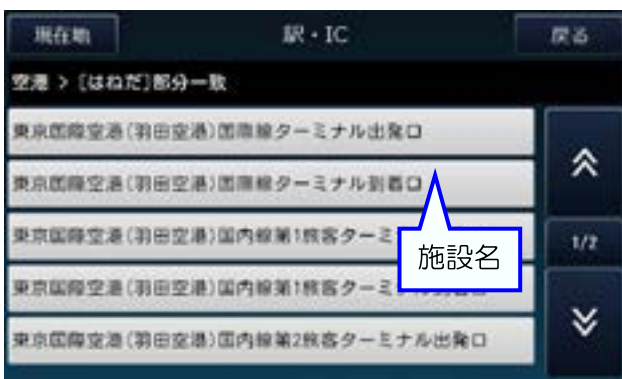 現在地
駅・IC
戻る
空港 > [はねだ]部分一致
東京国際空港(羽田空港)国際線ターミナル出発口
東京国際空港(羽田空港)国際線ターミナル到着口
東京国際空港(羽田空港)国内線第1旅客ターミ
施設名
1/2
東京国際空港(羽田空港)国内線第1旅客ターミ
東京国際空港(羽田空港)国内線第2旅客ターミナル出発口